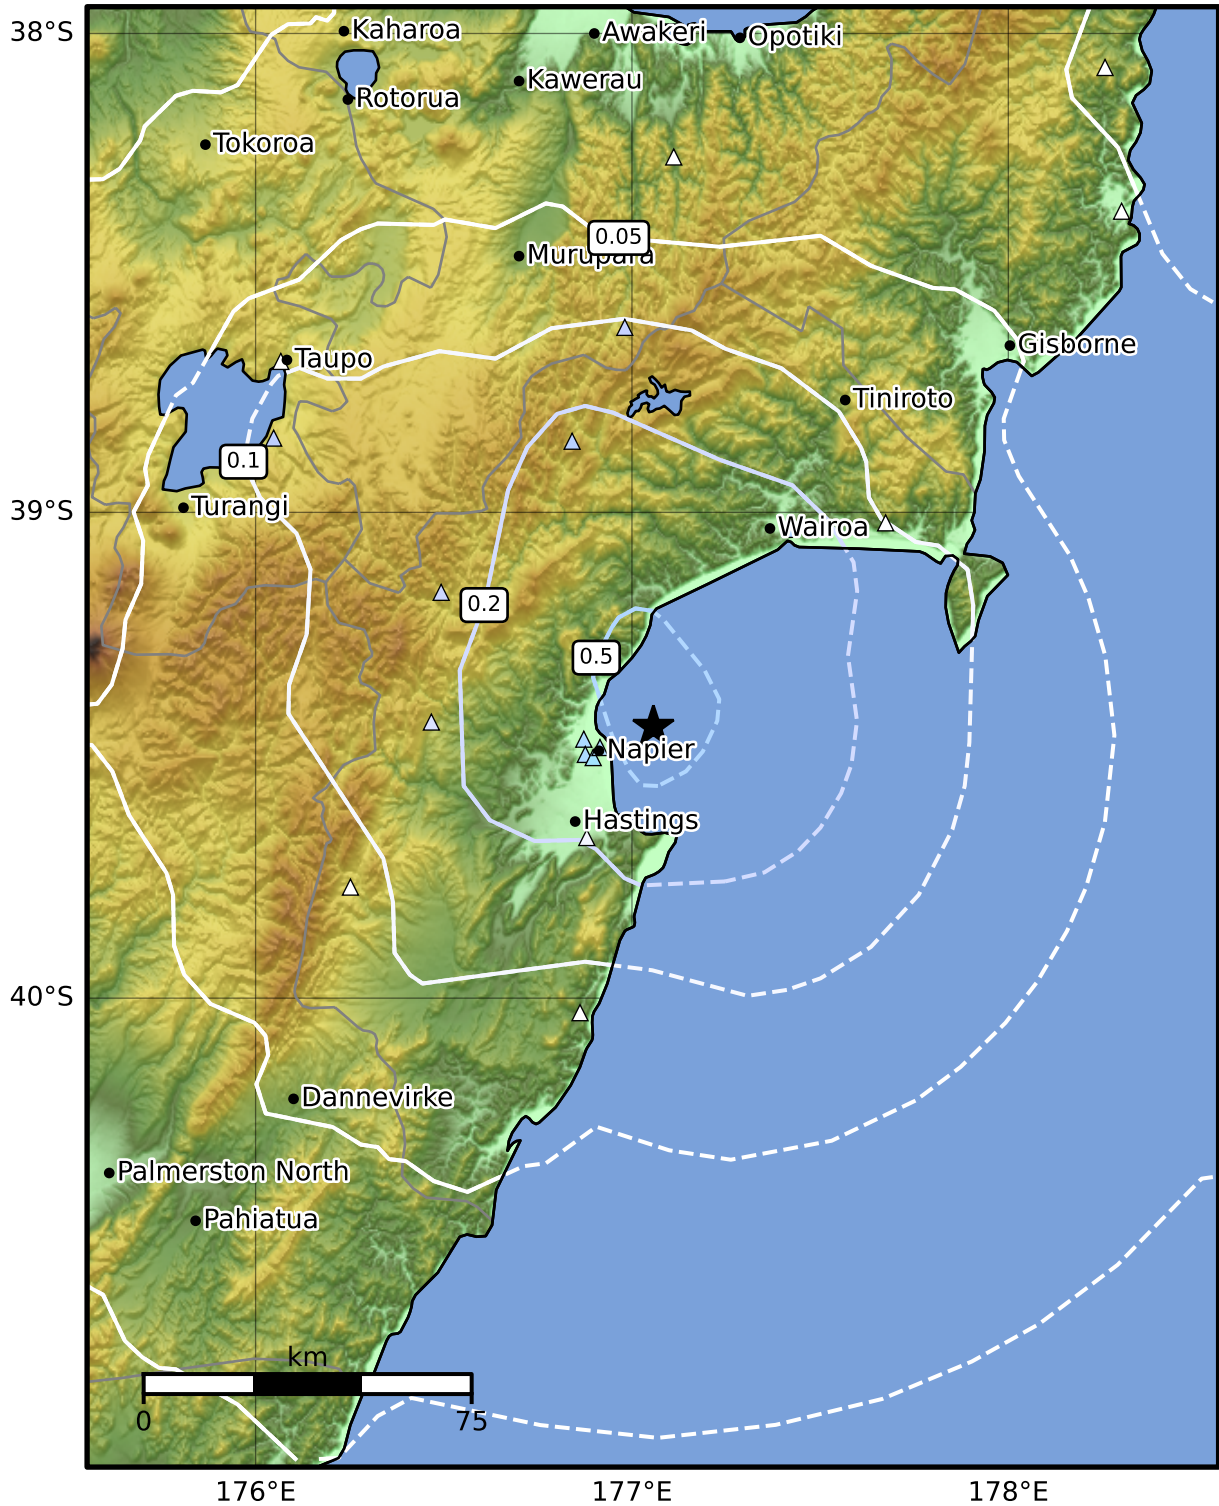 38°S
Kaharoa
Awakeri
Opotiki
Kawerau
Rotorua
Tokoroa
0.05
Murupara
Gisborne
Taupo
Tiniroto
0.1
Turangi
39°S
Wairoa
0.2
0.5
Napier
Hastings
40°S
Dannevirke
Palmerston North
Pahiatua
km
0 75
176°E 177°E 178°E